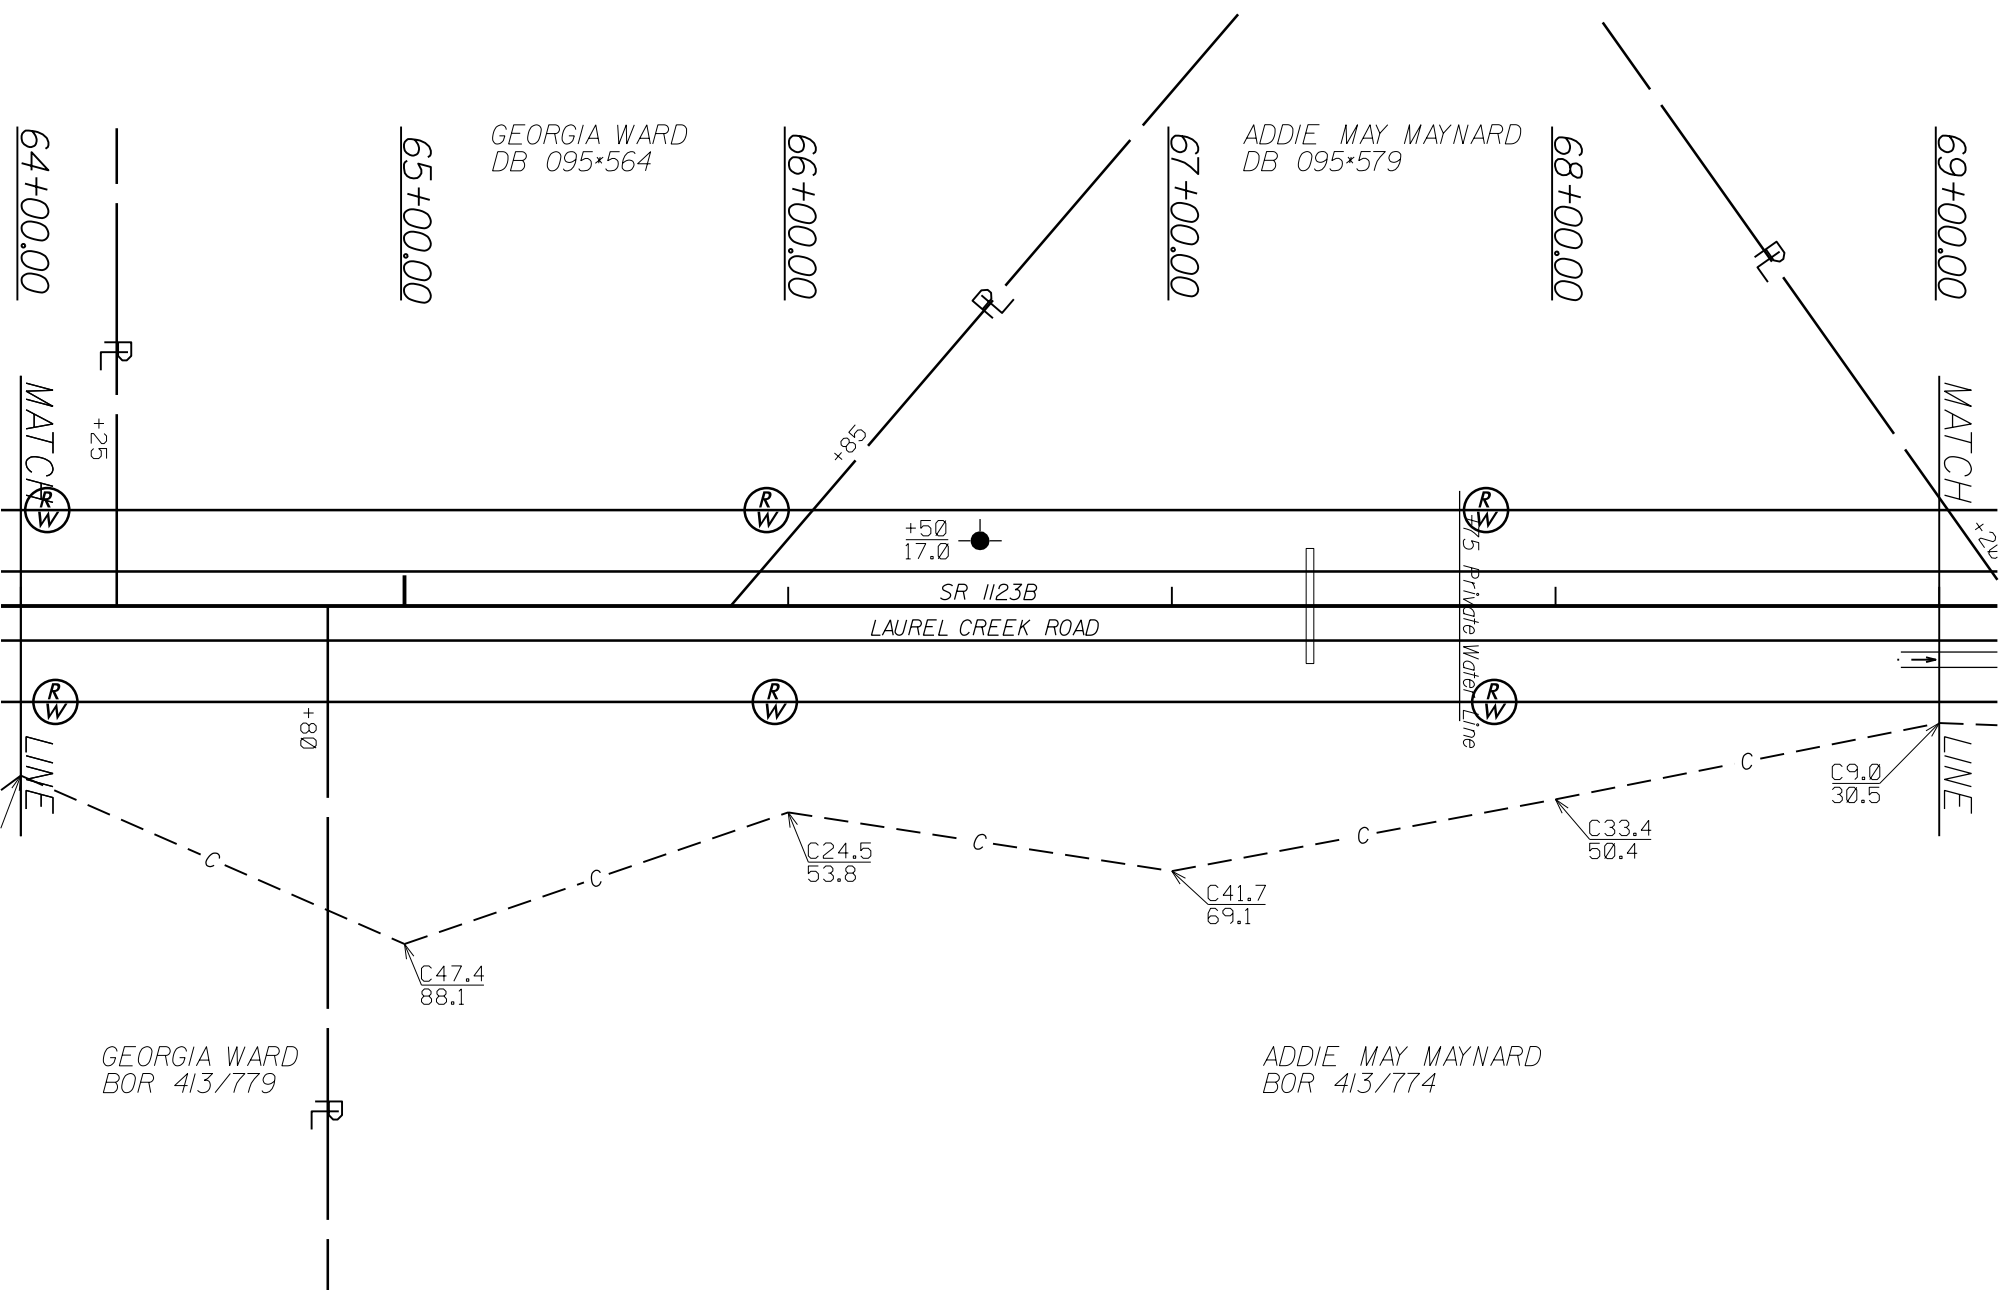 64+00.00
65+00.00
GEORGIA WARD
DB 095*564
66+00.00
67+00.00
ADDIE MAY MAYNARD
DB 095*579
68+00.00
69+00.00
PL
PL
PL
MATCH
LINE
+25
+85
MATCH
LINE
R
W
R
W
R
W
+50
17.0
+75 Private Water Line
+20
SR 1123B
LAUREL CREEK ROAD
R
W
R
W
R
W
+80
C
C
C
C
C
C9.0
30.5
C33.4
50.4
C24.5
53.8
C41.7
69.1
C47.4
88.1
GEORGIA WARD
BOR 413/779
PL
ADDIE MAY MAYNARD
BOR 413/774